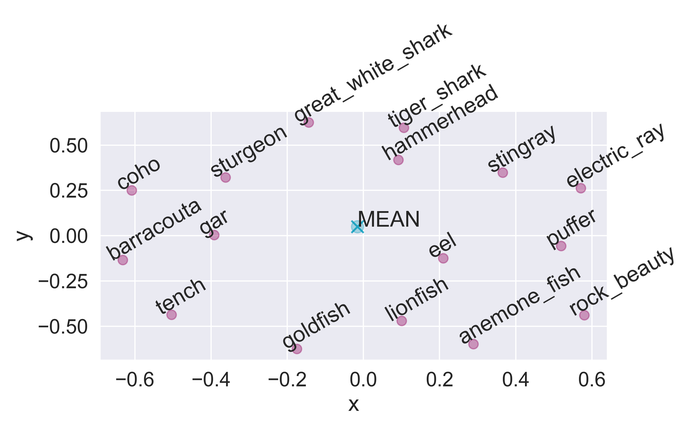 great_white_shark
tiger_shark
hammerhead
0.50
sturgeon
stingray
electric_ray
coho
0.25
barracouta
gar
MEAN
puffer
0.00
eel
y
−0.25
tench
lionfish
anemone_fish
rock_beauty
goldfish
−0.50
−0.6 −0.4 −0.2 0.0 0.2 0.4 0.6
x